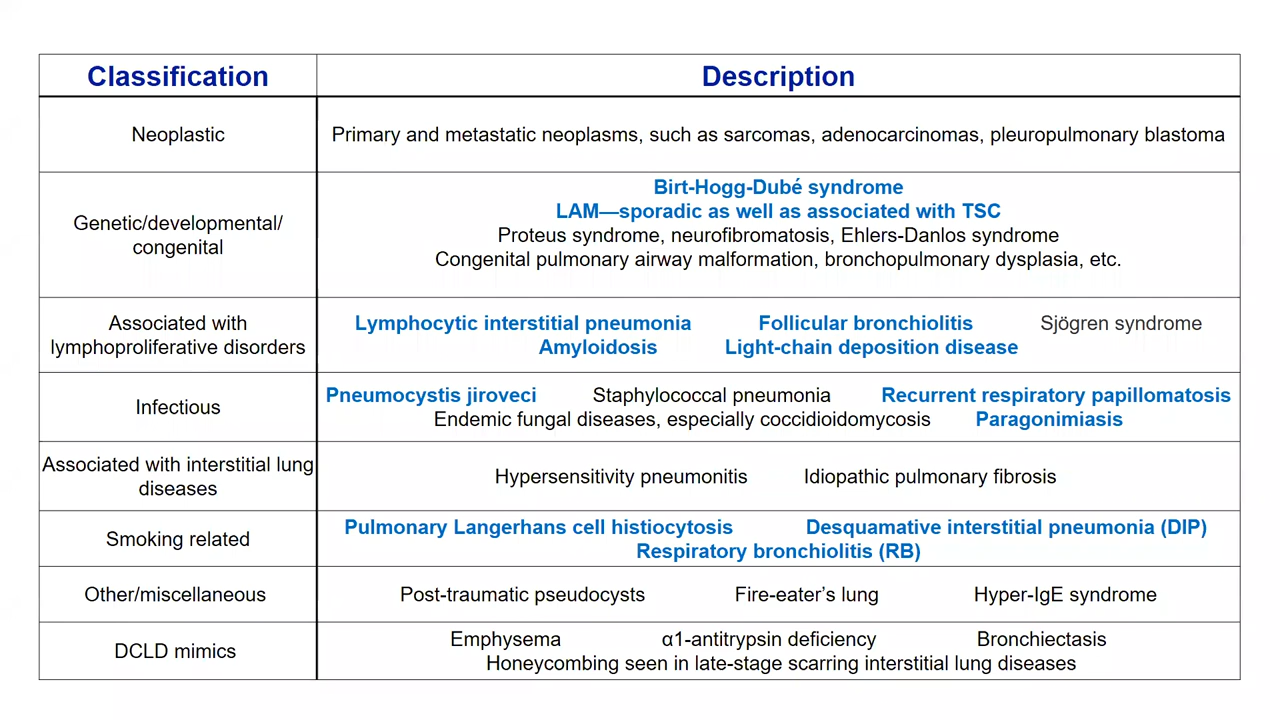 Classification Description
Neoplastic Primary and metastatic neoplasms, such as sarcomas, adenocarcinomas, pleuropulmonary blastoma
Genetic/developmental/
congenital
Birt-Hogg-Dubé syndrome
LAM—sporadic as well as associated with TSC
Proteus syndrome, neurofibromatosis, Ehlers-Danlos syndrome
Congenital pulmonary airway malformation, bronchopulmonary dysplasia, etc.
Associated with
lymphoproliferative disorders
Lymphocytic interstitial pneumonia Follicular bronchiolitis Sjögren syndrome
Amyloidosis Light-chain deposition disease
Infectious
Pneumocystis jiroveci Staphylococcal pneumonia Recurrent respiratory papillomatosis
Endemic fungal diseases, especially coccidioidomycosis Paragonimiasis
Associated with interstitial lung
diseases
Hypersensitivity pneumonitis Idiopathic pulmonary fibrosis
Smoking related
Pulmonary Langerhans cell histiocytosis Desquamative interstitial pneumonia (DIP)
Respiratory bronchiolitis (RB)
Other/miscellaneous Post-traumatic pseudocysts Fire-eater’s lung Hyper-IgE syndrome
DCLD mimics
Emphysema α1-antitrypsin deficiency Bronchiectasis
Honeycombing seen in late-stage scarring interstitial lung diseases